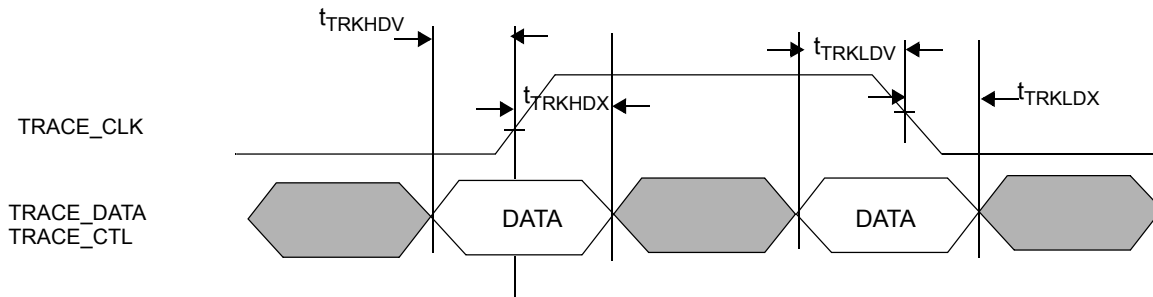 tTRKHDV
tTRKLDV
tTRKHDX
tTRKLDX
TRACE_CLK
TRACE_DATA
TRACE_CTL
DATA
DATA